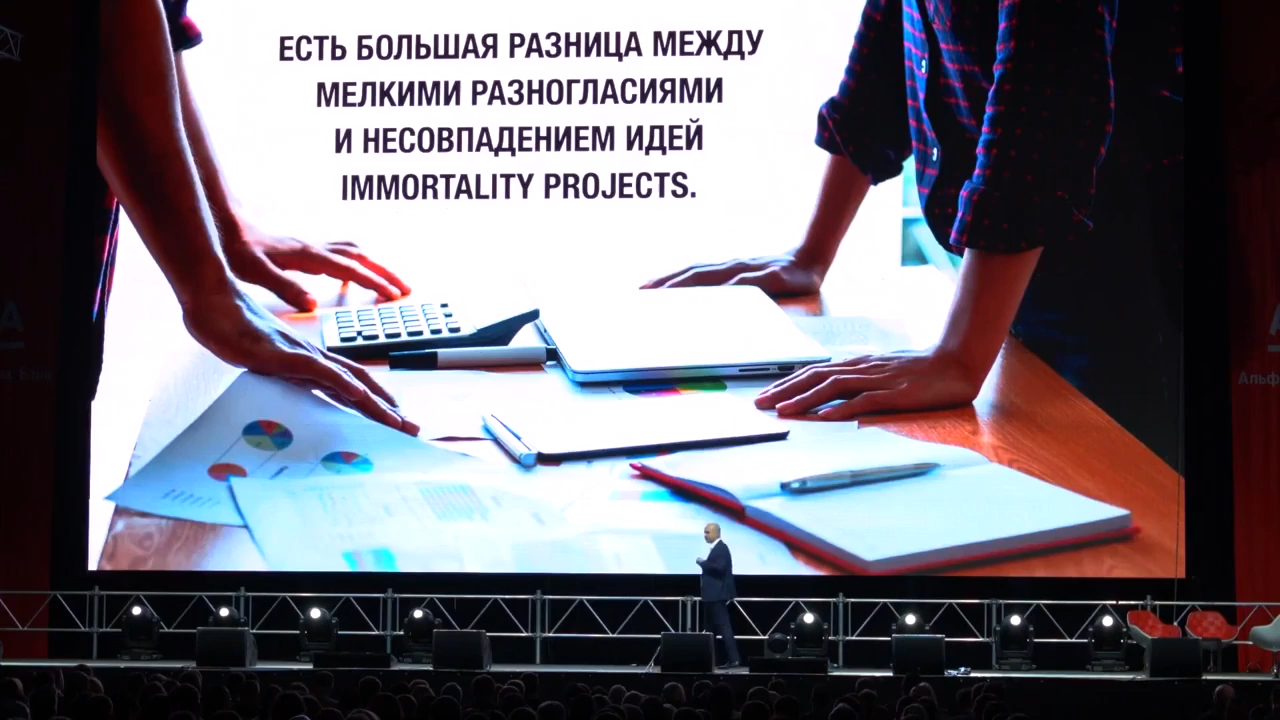 ЕСТЬ БОЛЬШАЯ РАЗНИЦА МЕЖДУ
МЕЛКИМИ РАЗНОГЛАСИЯМИ
И НЕСОВПАДЕНИЕМ ИДЕЙ
IMMORTALITY PROJECTS.